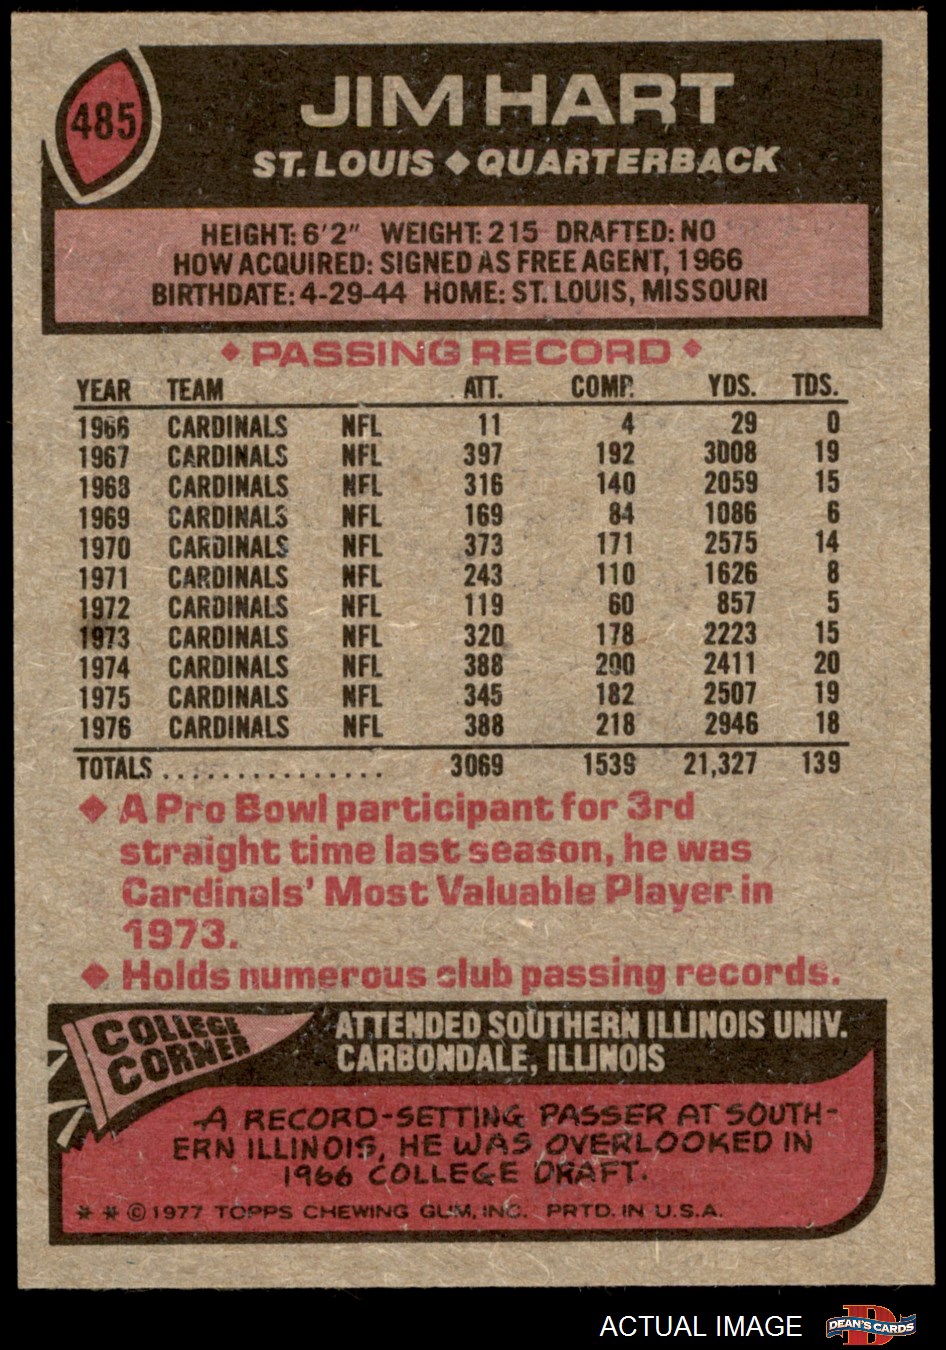 485
JIM HART
ST. LOUIS ◆ QUARTERBACK
HEIGHT: 6'2" WEIGHT: 215 DRAFTED: NO
HOW ACQUIRED: SIGNED AS FREE AGENT, 1966
BIRTHDATE: 4-29-44 HOME: ST. LOUIS, MISSOURI
◆ PASSING RECORD ◆
YEAR TEAM ATT. COMP. YDS. TDS.
1966 CARDINALS NFL 11 4 29 0
1967 CARDINALS NFL 397 192 3008 19
1968 CARDINALS NFL 316 140 2059 15
1969 CARDINALS NFL 169 84 1086 6
1970 CARDINALS NFL 373 171 2575 14
1971 CARDINALS NFL 243 110 1626 8
1972 CARDINALS NFL 119 60 857 5
1973 CARDINALS NFL 320 178 2223 15
1974 CARDINALS NFL 388 200 2411 20
1975 CARDINALS NFL 345 182 2507 19
1976 CARDINALS NFL 388 218 2946 18
TOTALS ............... 3069 1539 21,327 139
◆ A Pro Bowl participant for 3rd
straight time last season, he was
Cardinals' Most Valuable Player in
1973.
◆ Holds numerous club passing records.
COLLEGE
CORNER
ATTENDED SOUTHERN ILLINOIS UNIV.
CARBONDALE, ILLINOIS
A RECORD-SETTING PASSER AT SOUTH-
ERN ILLINOIS, HE WAS OVERLOOKED IN
1966 COLLEGE DRAFT.
* * © 1977 TOPPS CHEWING GUM, INC. PRTD. IN U.S.A.
ACTUAL IMAGE
D
DEAN'S CARDS